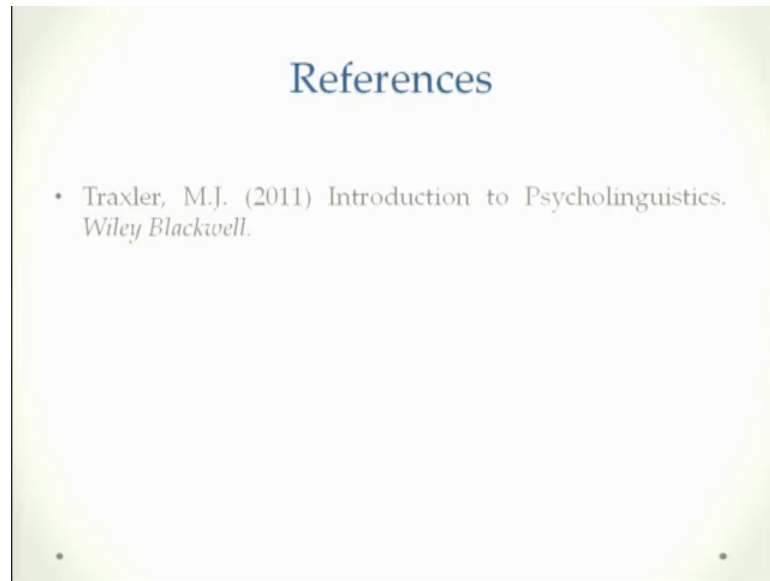 References
• Traxler, M.J. (2011) Introduction to Psycholinguistics.
Wiley Blackwell.